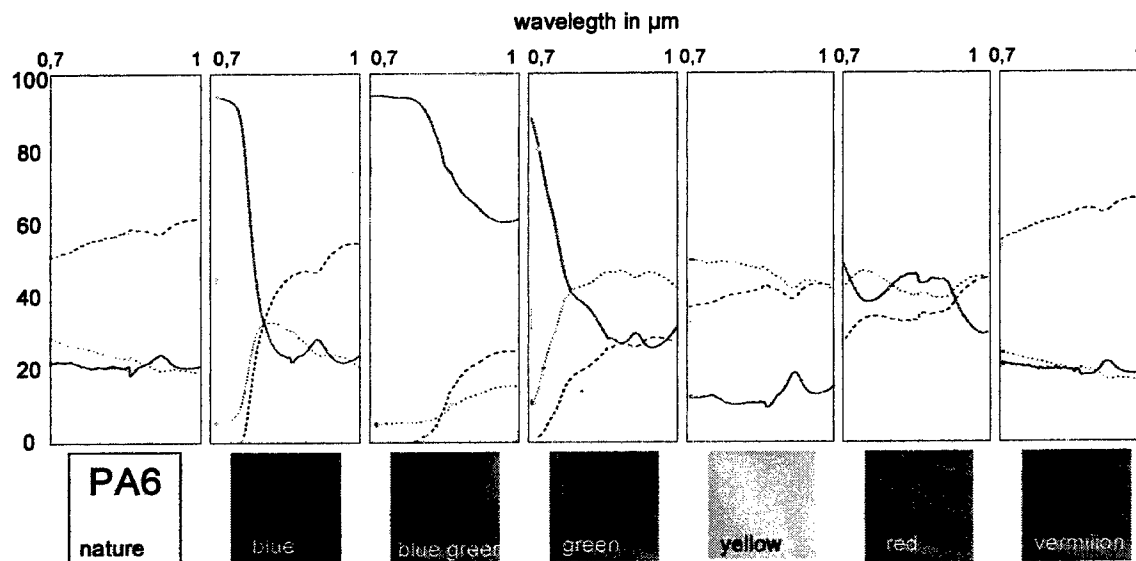 wavelegth in µm
0,7 1 0,7 1 0,7 1 0,7 1 0,7 1 0,7 1 0,7
100
80
60
40
20
0
PA6
nature
blue
blue green
green
yellow
red
vermilion